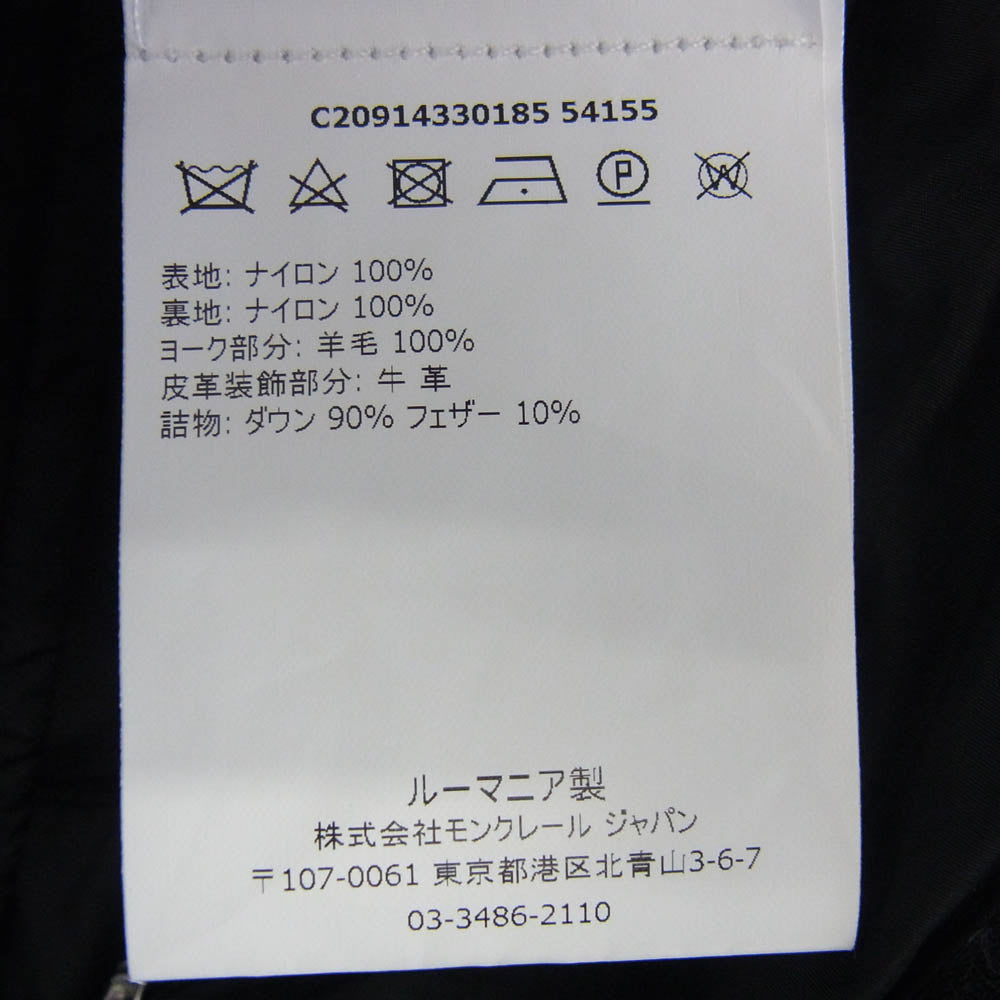 C20914330185 54155
P W
表地: ナイロン 100%
裏地: ナイロン 100%
ヨーク部分: 羊毛 100%
皮革装飾部分: 牛 革
詰物: ダウン 90% フェザー 10%
ルーマニア製
株式会社モンクレール ジャパン
〒107-0061 東京都港区北青山3-6-7
03-3486-2110